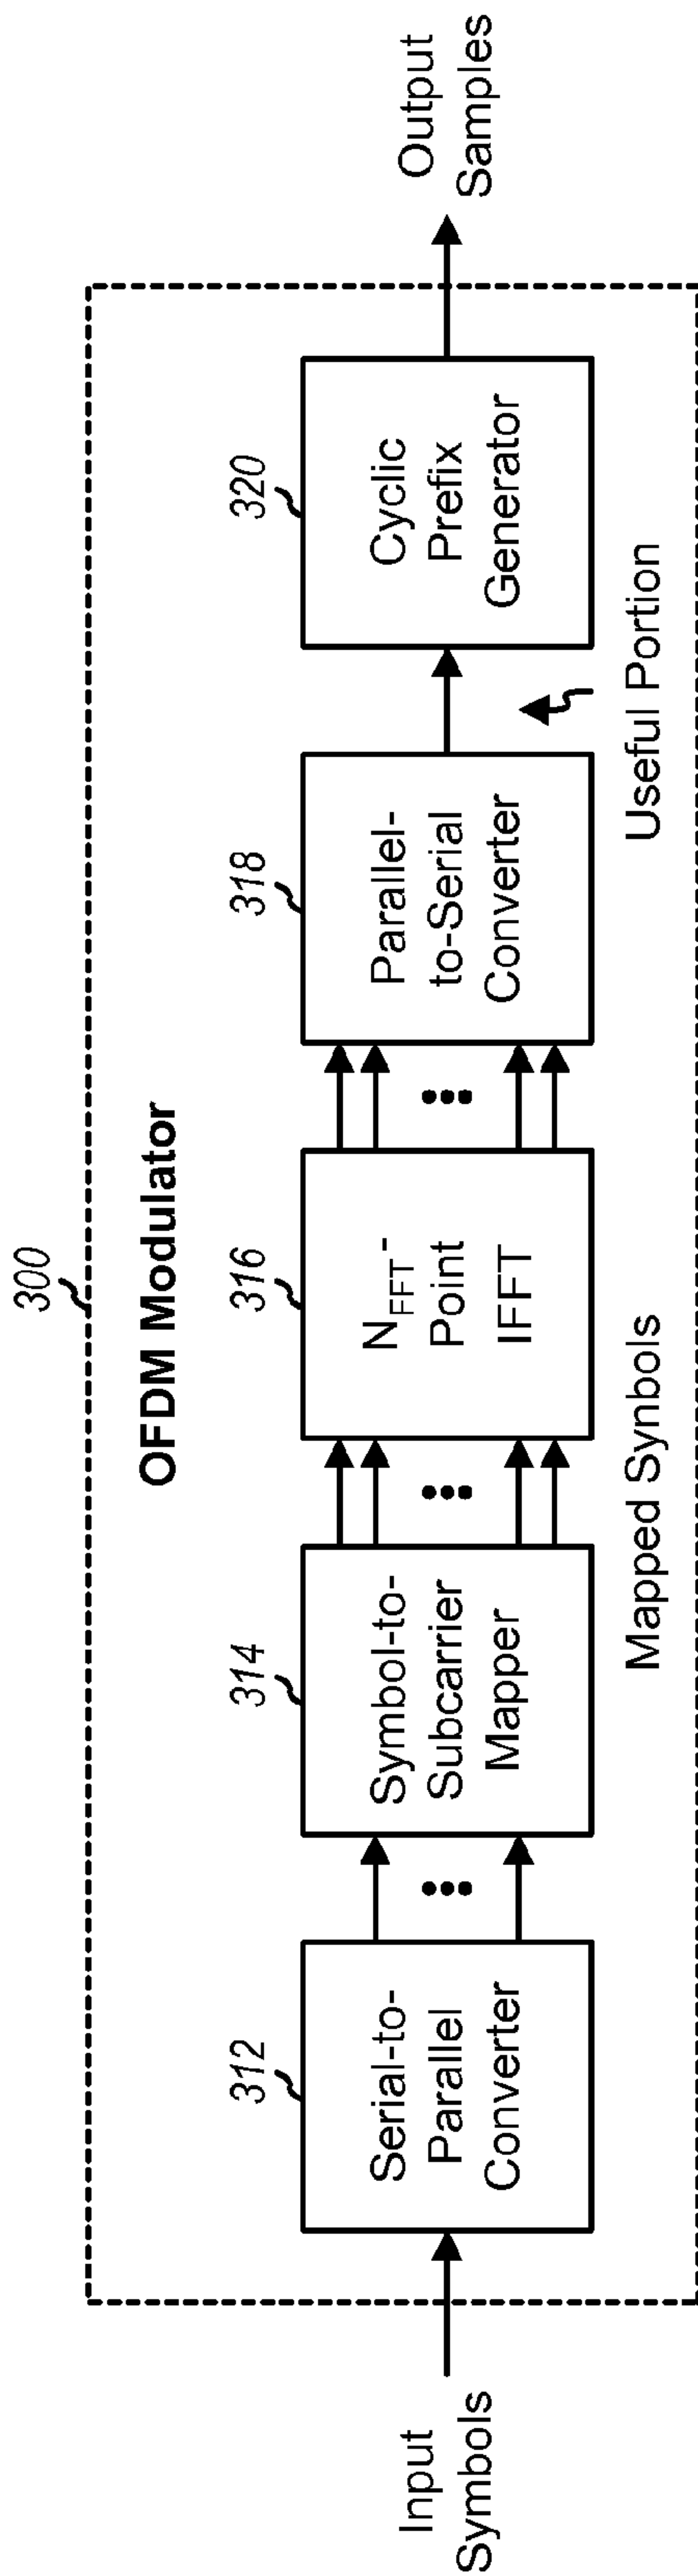 300
OFDM Modulator
Input
Symbols
312
Serial-to-
Parallel
Converter
314
Symbol-to-
Subcarrier
Mapper
Mapped Synbols
316
NFFT-
Point
IFFT
318
Parallel-
to-Serial
Converter
Useful Portion
320
Cyclic
Prefix
Generator
Output
Samples